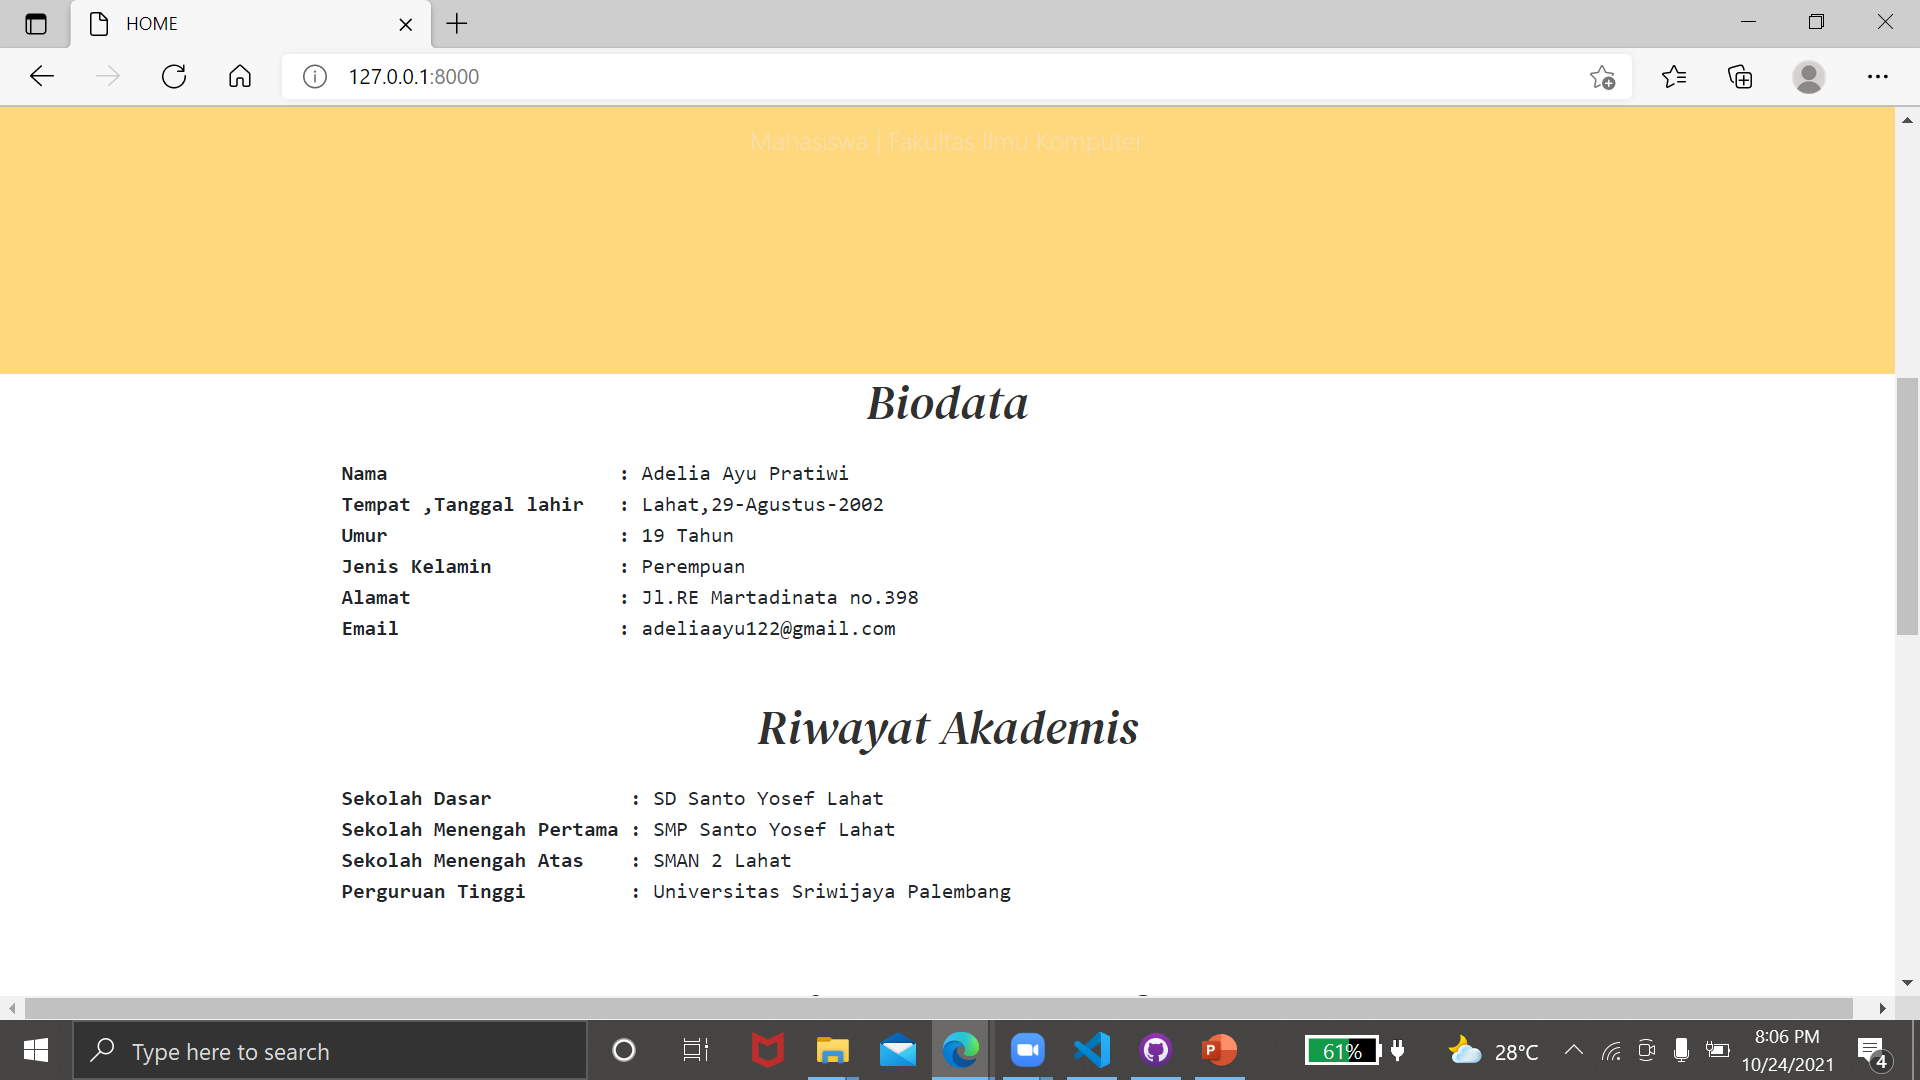 HOME
127.0.0.1:8000
Mahasiswa | Fakultas Ilmu Komputer
Biodata
Nama : Adelia Ayu Pratiwi
Tempat ,Tanggal lahir : Lahat,29-Agustus-2002
Umur : 19 Tahun
Jenis Kelamin : Perempuan
Alamat : Jl.RE Martadinata no.398
Email : adeliaayu122@gmail.com
Riwayat Akademis
Sekolah Dasar : SD Santo Yosef Lahat
Sekolah Menengah Pertama : SMP Santo Yosef Lahat
Sekolah Menengah Atas : SMAN 2 Lahat
Perguruan Tinggi : Universitas Sriwijaya Palembang
Type here to search
61%
28°C
8:06 PM
10/24/2021
4